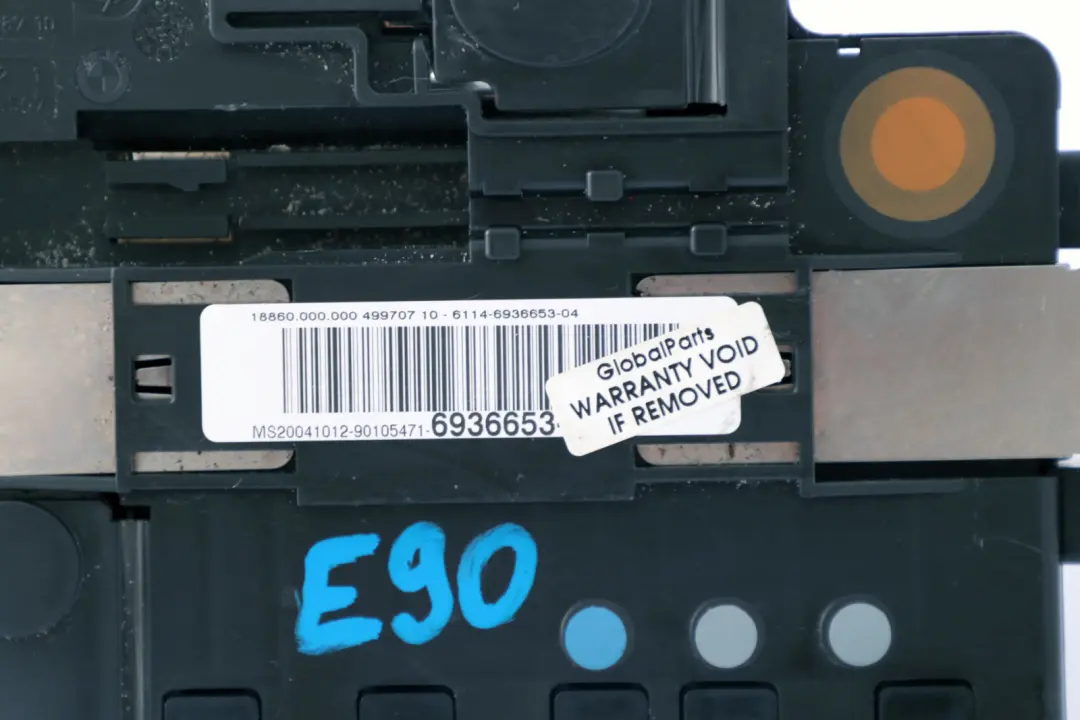 18860.000.000 499707 10 - 6114-6936653-04
GlobalParts
WARRANTY VOID
IF REMOVED
MS20041012-90105471-6936653
E90